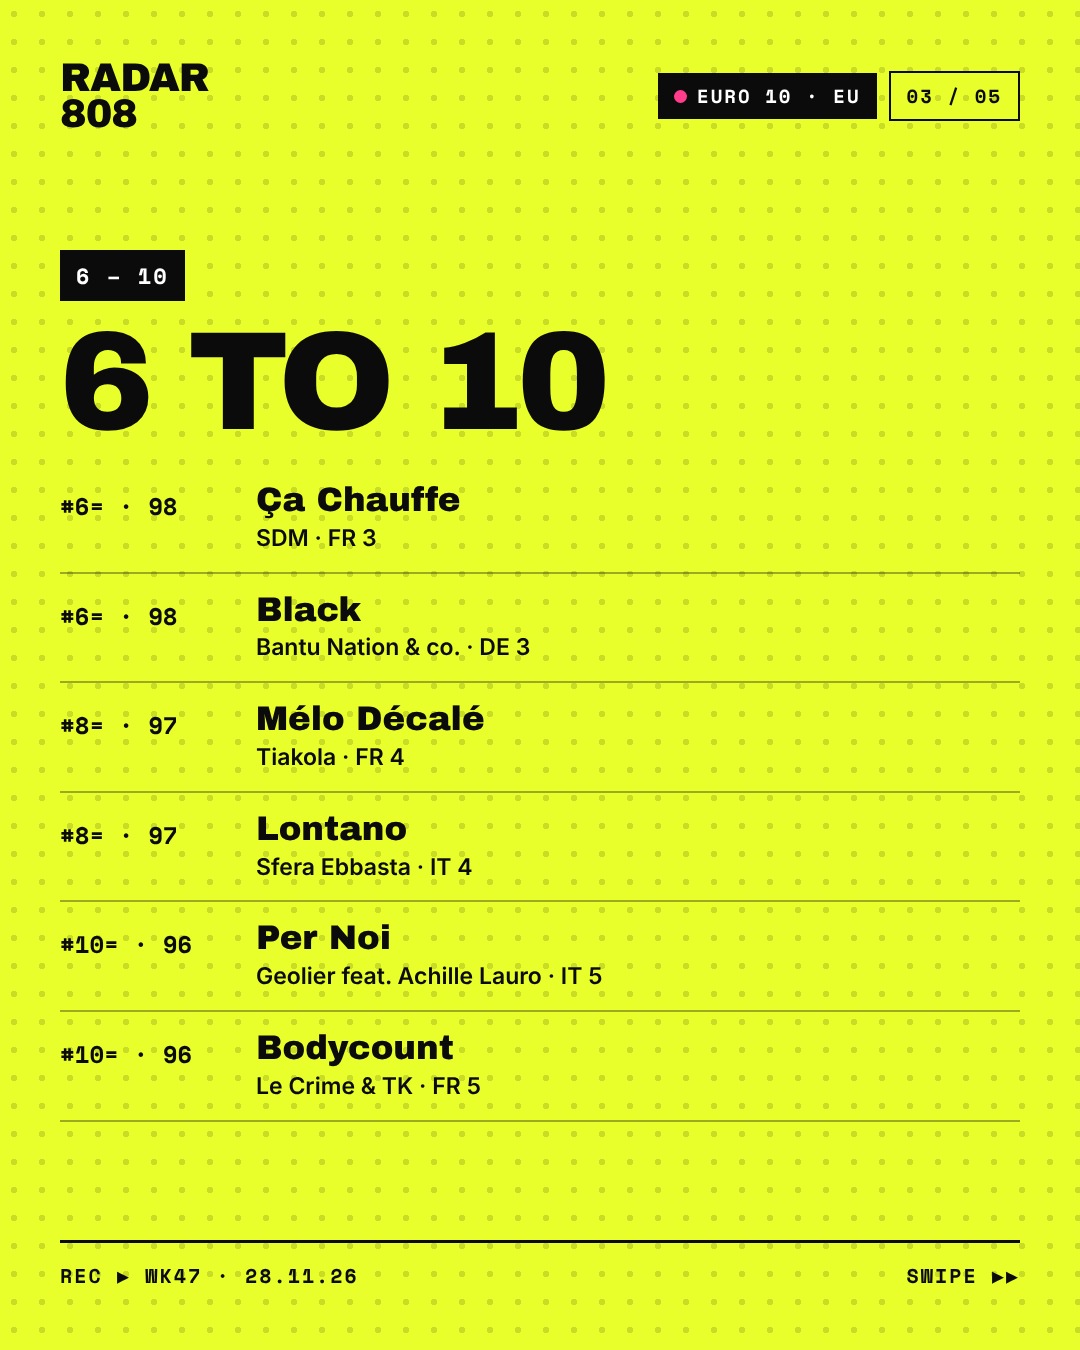 RADAR
808
EURO 10 · EU
03 / 05
6 – 10
6 TO 10
#6= · 98
Ça Chauffe
SDM · FR 3
#6= · 98
Black
Bantu Nation & co. · DE 3
#8= · 97
Mélo Décalé
Tiakola · FR 4
#8= · 97
Lontano
Sfera Ebbasta · IT 4
#10= · 96
Per Noi
Geolier feat. Achille Lauro · IT 5
#10= · 96
Bodycount
Le Crime & TK · FR 5
REC ▶ WK47 · 28.11.26
SWIPE ▶▶